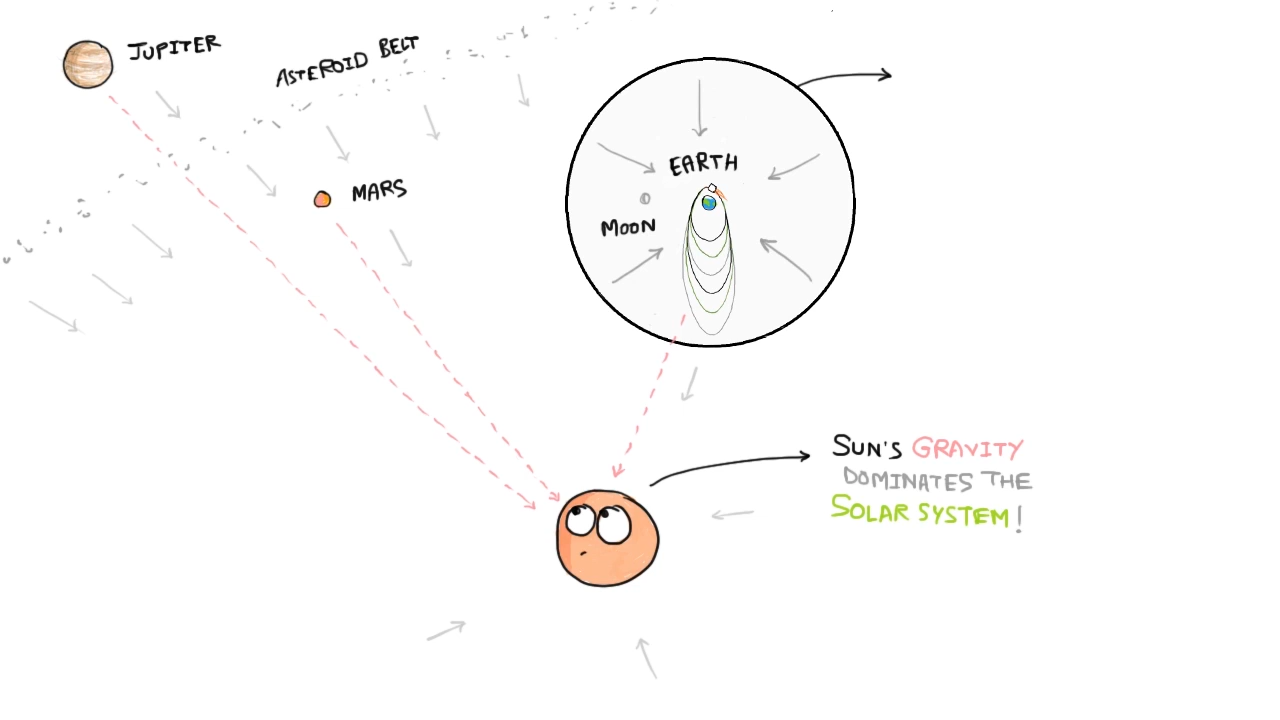 JUPITER
ASTEROID BELT
MARS
EARTH
MOON
SUN'S GRAVITY
DOMINATES THE
SOLAR SYSTEM!